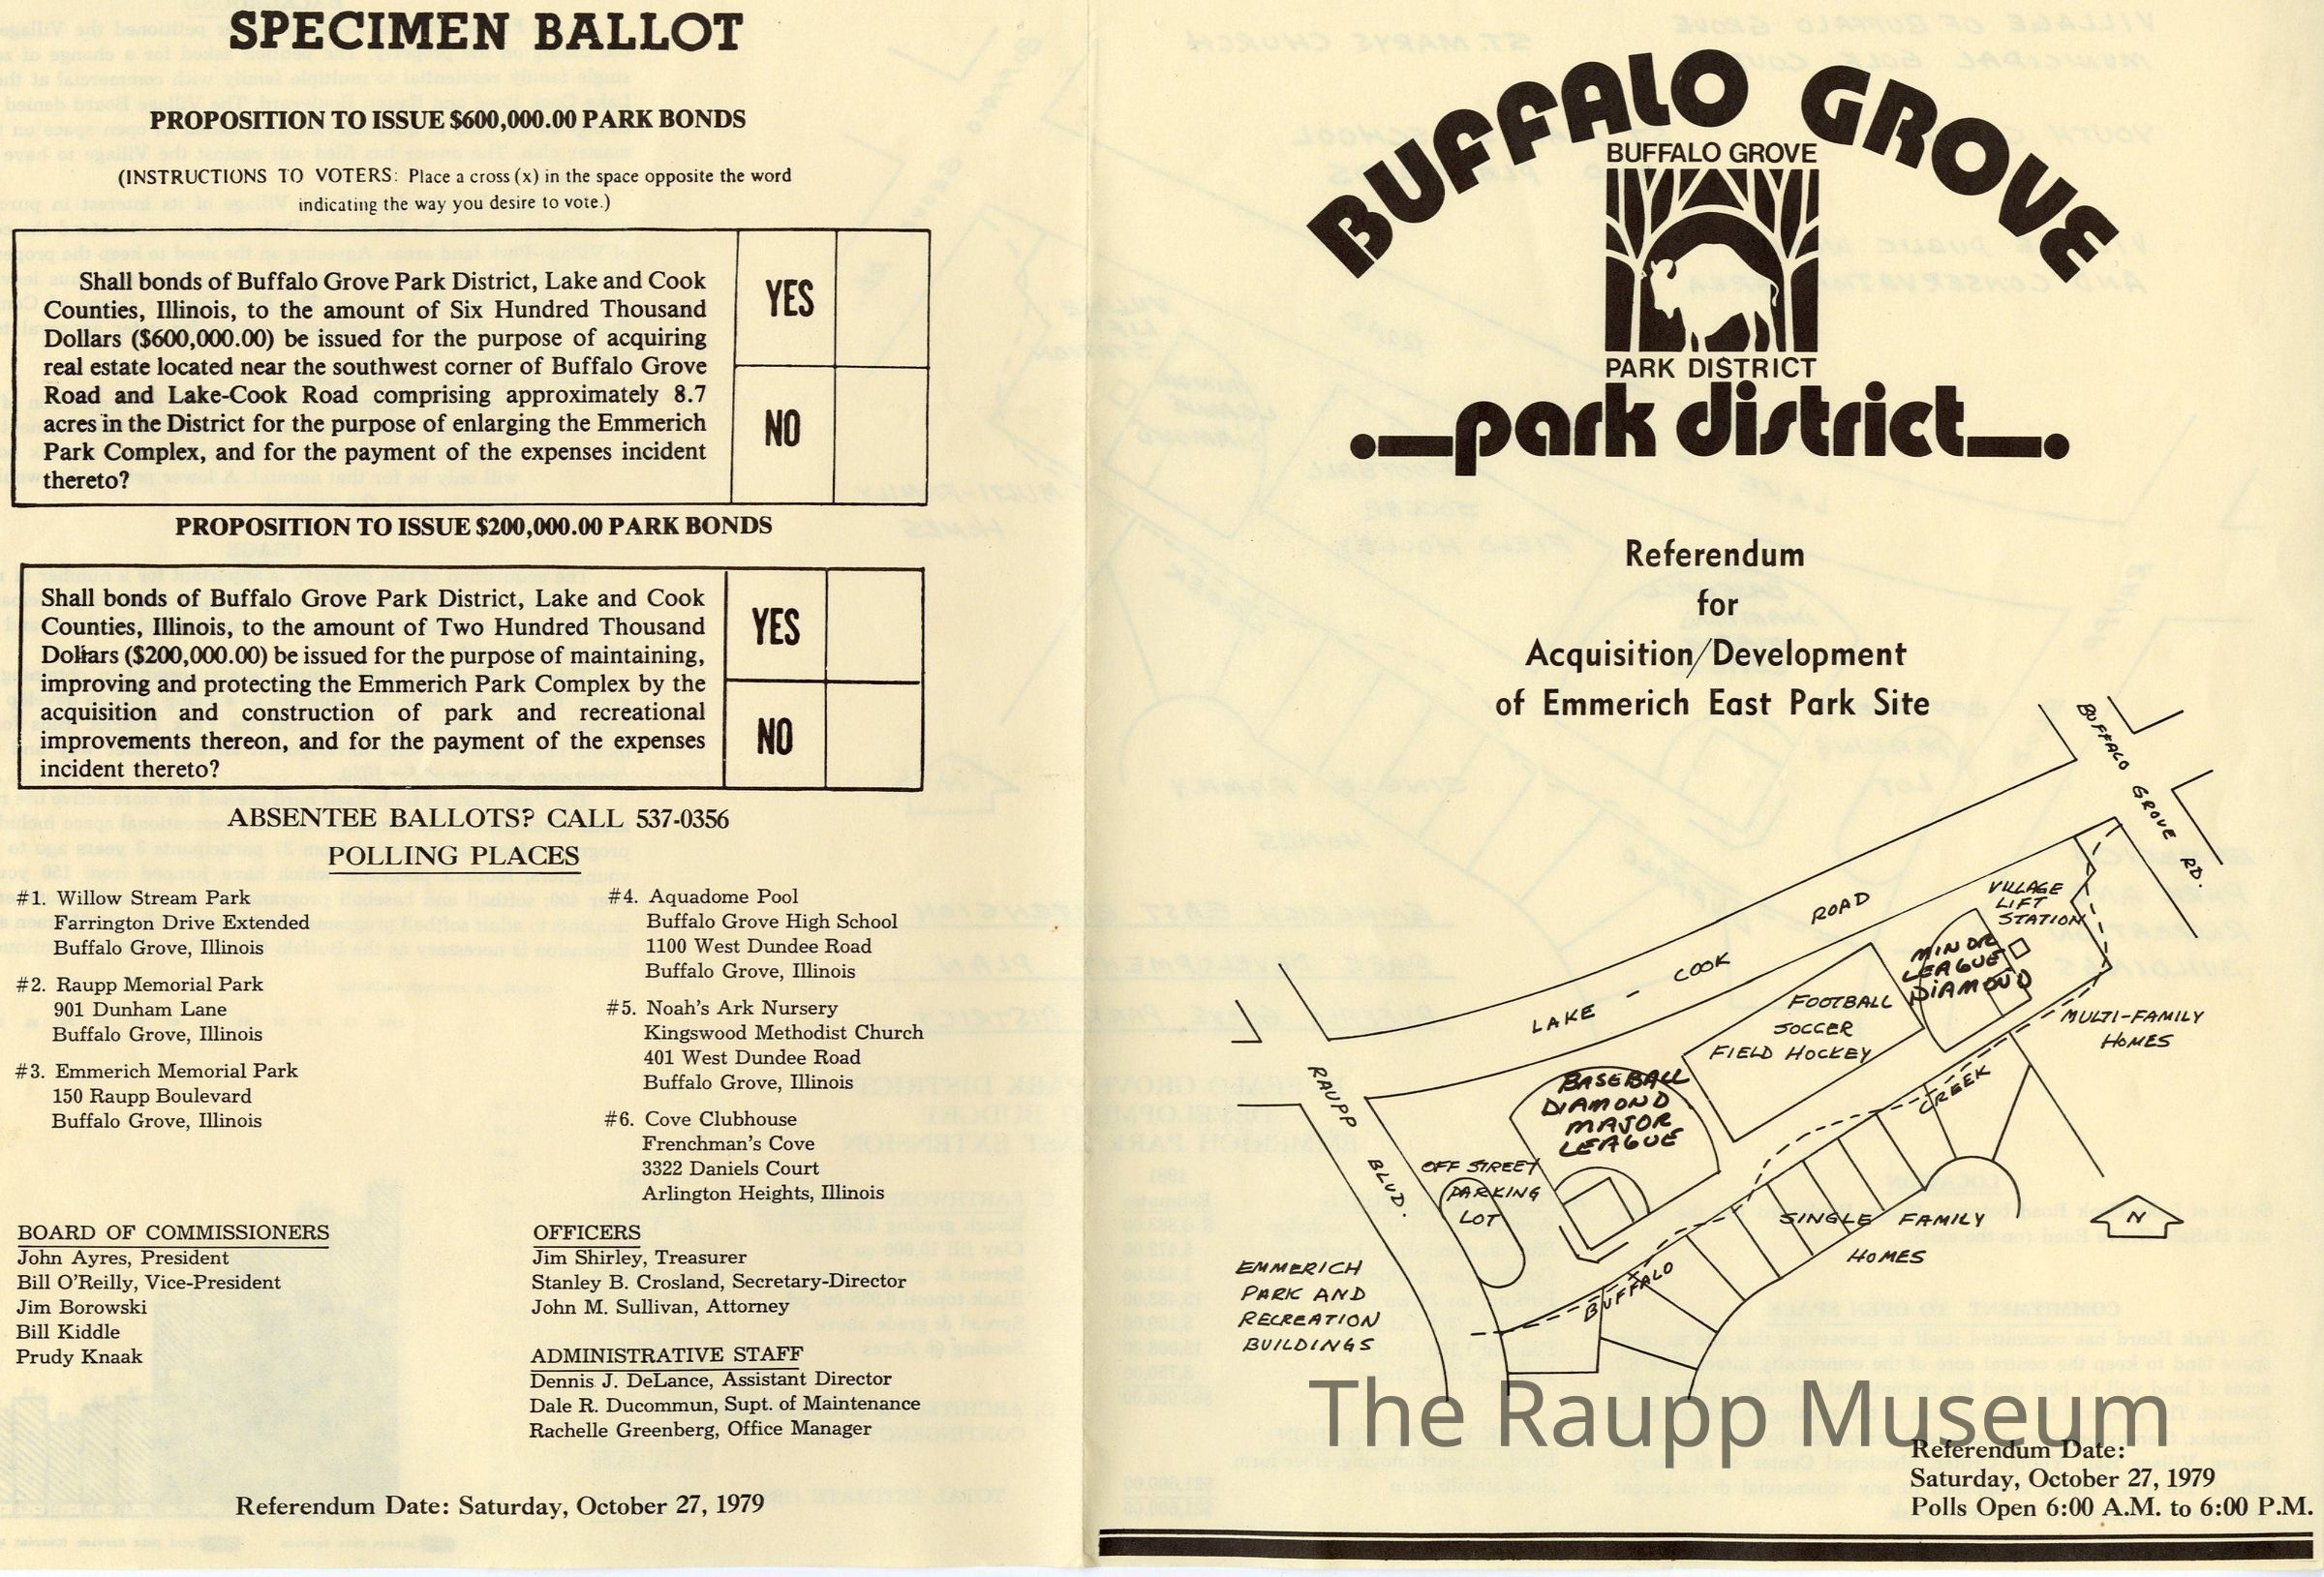 SPECIMEN BALLOT
PROPOSITION TO ISSUE $600,000.00 PARK BONDS
(INSTRUCTIONS TO VOTERS: Place a cross (x) in the space opposite the word
indicating the way you desire to vote.)
Shall bonds of Buffalo Grove Park District, Lake and Cook
Counties, Illinois, to the amount of Six Hundred Thousand
Dollars ($600,000.00) be issued for the purpose of acquiring
real estate located near the southwest corner of Buffalo Grove
Road and Lake-Cook Road comprising approximately 8.7
acres in the District for the purpose of enlarging the Emmerich
Park Complex, and for the payment of the expenses incident
thereto?
YES
NO
PROPOSITION TO ISSUE $200,000.00 PARK BONDS
Shall bonds of Buffalo Grove Park District, Lake and Cook
Counties, Illinois, to the amount of Two Hundred Thousand
Dollars ($200,000.00) be issued for the purpose of maintaining,
improving and protecting the Emmerich Park Complex by the
acquisition and construction of park and recreational
improvements thereon, and for the payment of the expenses
incident thereto?
YES
NO
ABSENTEE BALLOTS? CALL 537-0356
POLLING PLACES
#1. Willow Stream Park
Farrington Drive Extended
Buffalo Grove, Illinois
#2. Raupp Memorial Park
901 Dunham Lane
Buffalo Grove, Illinois
#3. Emmerich Memorial Park
150 Raupp Boulevard
Buffalo Grove, Illinois
#4. Aquadome Pool
Buffalo Grove High School
1100 West Dundee Road
Buffalo Grove, Illinois
#5. Noah's Ark Nursery
Kingswood Methodist Church
401 West Dundee Road
Buffalo Grove, Illinois
#6. Cove Clubhouse
Frenchman's Cove
3322 Daniels Court
Arlington Heights, Illinois
BOARD OF COMMISSIONERS
John Ayres, President
Bill O'Reilly, Vice-President
Jim Borowski
Bill Kiddle
Prudy Knaak
OFFICERS
Jim Shirley, Treasurer
Stanley B. Crosland, Secretary-Director
John M. Sullivan, Attorney
ADMINISTRATIVE STAFF
Dennis J. DeLance, Assistant Director
Dale R. Ducommun, Supt. of Maintenance
Rachelle Greenberg, Office Manager
Referendum Date: Saturday, October 27, 1979
BUFFALO GROVE
BUFFALO GROVE
PARK DISTRICT
park district
Referendum
for
Acquisition/Development
of Emmerich East Park Site
BUFFALO GROVE RD.
LAKE - COOK ROAD
VILLAGE
LIFT
STATION
MINOR
LEAGUE
DIAMOND
FOOTBALL
SOCCER
FIELD HOCKEY
MULTI-FAMILY
HOMES
RAUPP BLVD.
BASEBALL
DIAMOND
MAJOR
LEAGUE
OFF STREET
PARKING
LOT
BUFFALO CREEK
SINGLE FAMILY
HOMES
N
EMMERICH
PARK AND
RECREATION
BUILDINGS
The Raupp Museum
Referendum Date:
Saturday, October 27, 1979
Polls Open 6:00 A.M. to 6:00 P.M.